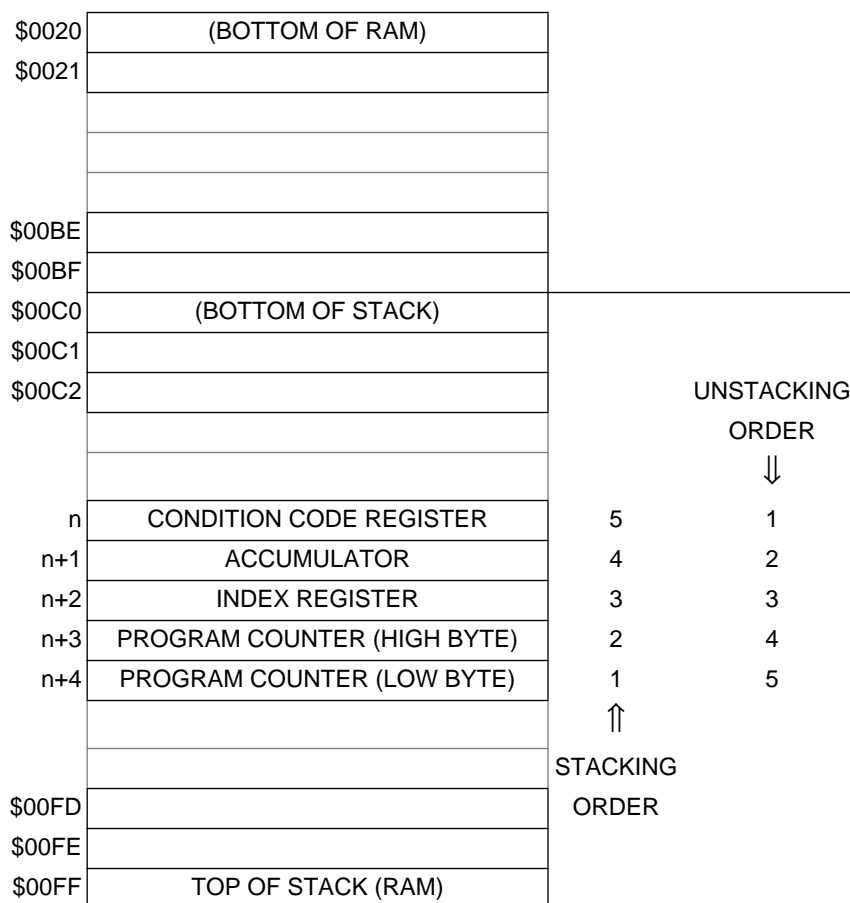 $0020 (BOTTOM OF RAM)
$0021
$00BE
$00BF
$00C0 (BOTTOM OF STACK)
$00C1
$00C2 UNSTACKING
ORDER
⇓
n CONDITION CODE REGISTER 5 1
n+1 ACCUMULATOR 4 2
n+2 INDEX REGISTER 3 3
n+3 PROGRAM COUNTER (HIGH BYTE) 2 4
n+4 PROGRAM COUNTER (LOW BYTE) 1 5
⇑
STACKING
$00FD ORDER
$00FE
$00FF TOP OF STACK (RAM)